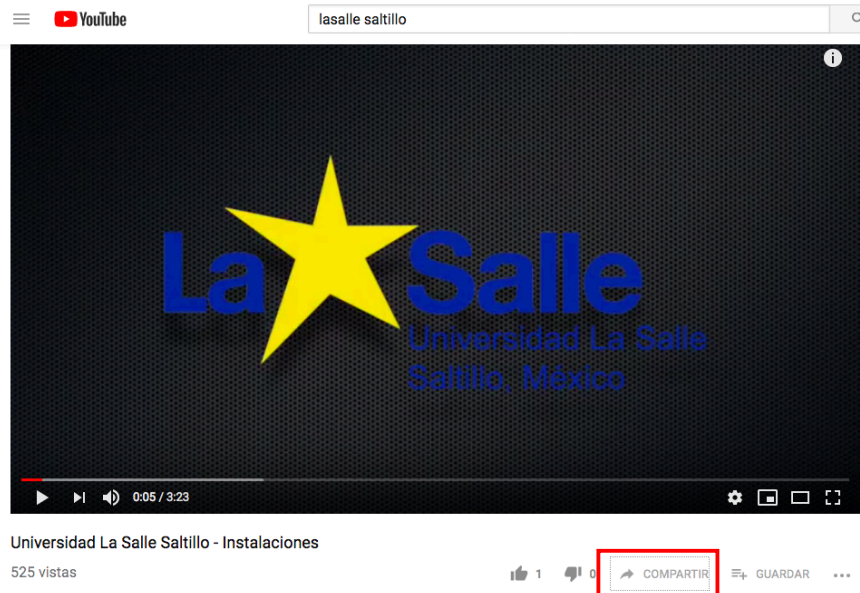 YouTube
lasalle saltillo
La Salle
Universidad La Salle
Saltillo, México
0:05 / 3:23
Universidad La Salle Saltillo - Instalaciones
525 vistas
1
0
COMPARTIR
GUARDAR